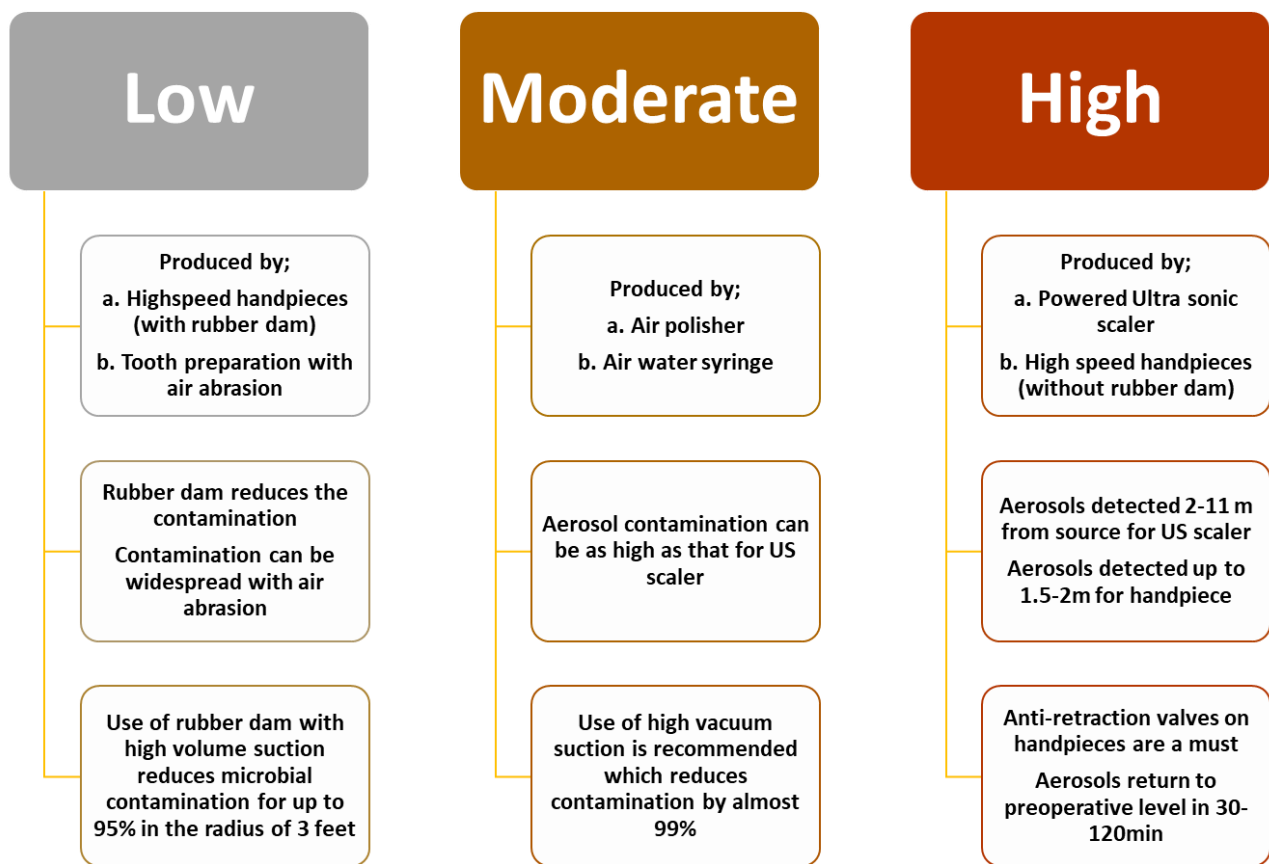 Low
Produced by;
a. Highspeed handpieces
(with rubber dam)
b. Tooth preparation with
air abrasion
Rubber dam reduces the
contamination
Contamination can be
widespread with air
abrasion
Use of rubber dam with
high volume suction
reduces microbial
contamination for up to
95% in the radius of 3 feet
Moderate
Produced by;
a. Air polisher
b. Air water syringe
Aerosol contamination can
be as high as that for US
scaler
Use of high vacuum
suction is recommended
which reduces
contamination by almost
99%
High
Produced by;
a. Powered Ultra sonic
scaler
b. High speed handpieces
(without rubber dam)
Aerosols detected 2-11 m
from source for US scaler
Aerosols detected up to
1.5-2m for handpiece
Anti-retraction valves on
handpieces are a must
Aerosols return to
preoperative level in 30-
120min